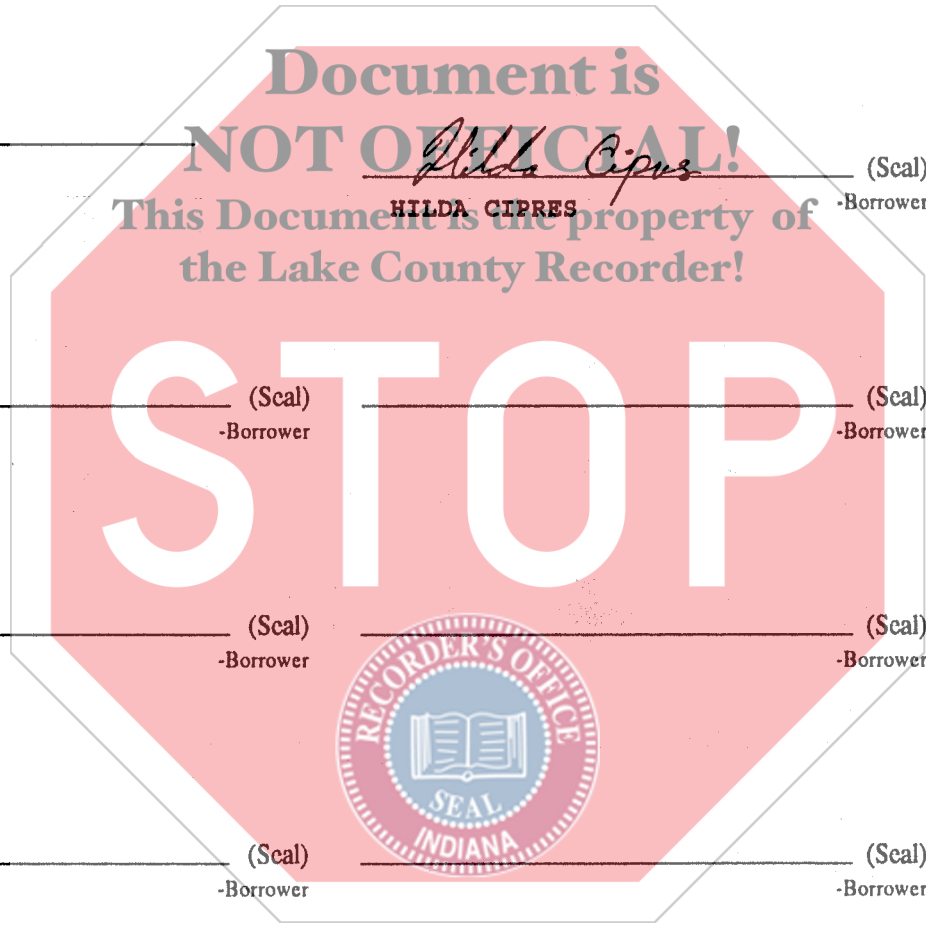 Document is
NOT OFFICIAL!
Hilda Cipres (Seal)
HILDA CIPRES -Borrower
This Document is the property of
the Lake County Recorder!
STOP
(Seal) (Seal)
-Borrower -Borrower
(Seal) (Seal)
-Borrower -Borrower
RECORDER'S OFFICE
SEAL
INDIANA
(Seal) (Seal)
-Borrower -Borrower